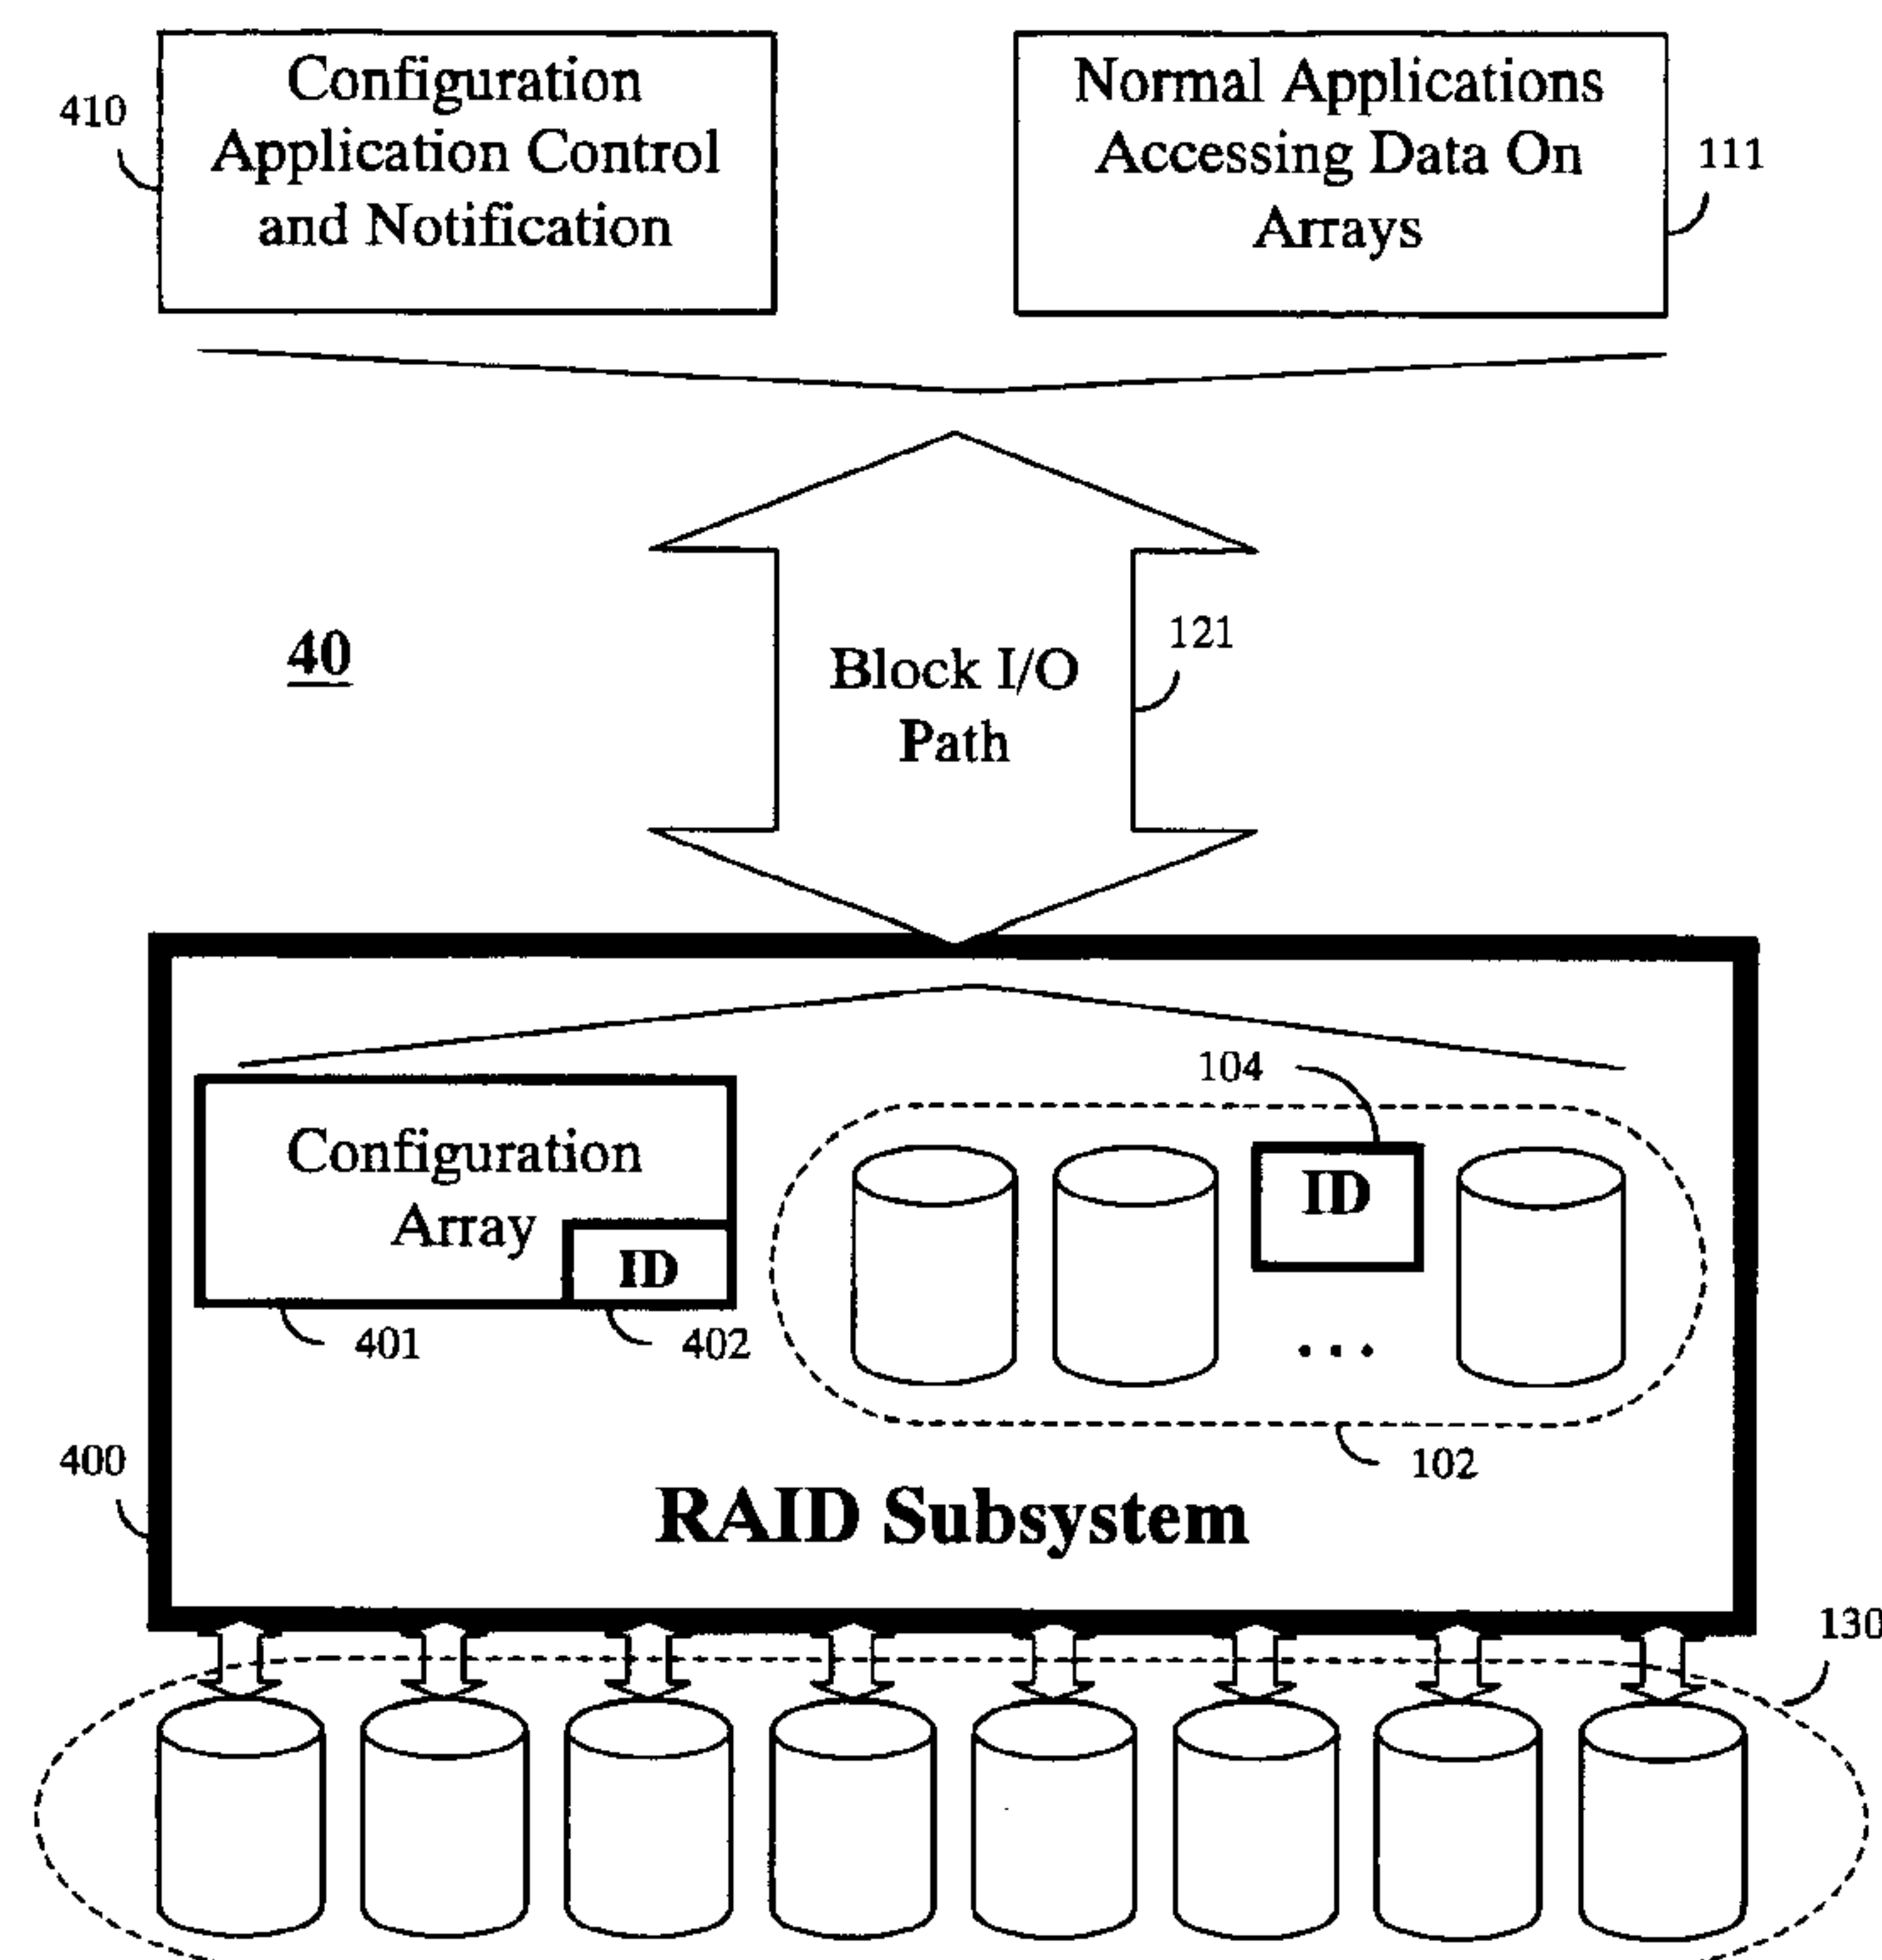 Configuration
Application Control
and Notification
410
Normal Applications
Accessing Data On
Arrays
111
40
Block I/O
Path
121
104
Configuration
Array
ID
ID
401
402
...
102
400
RAID Subsystem
130